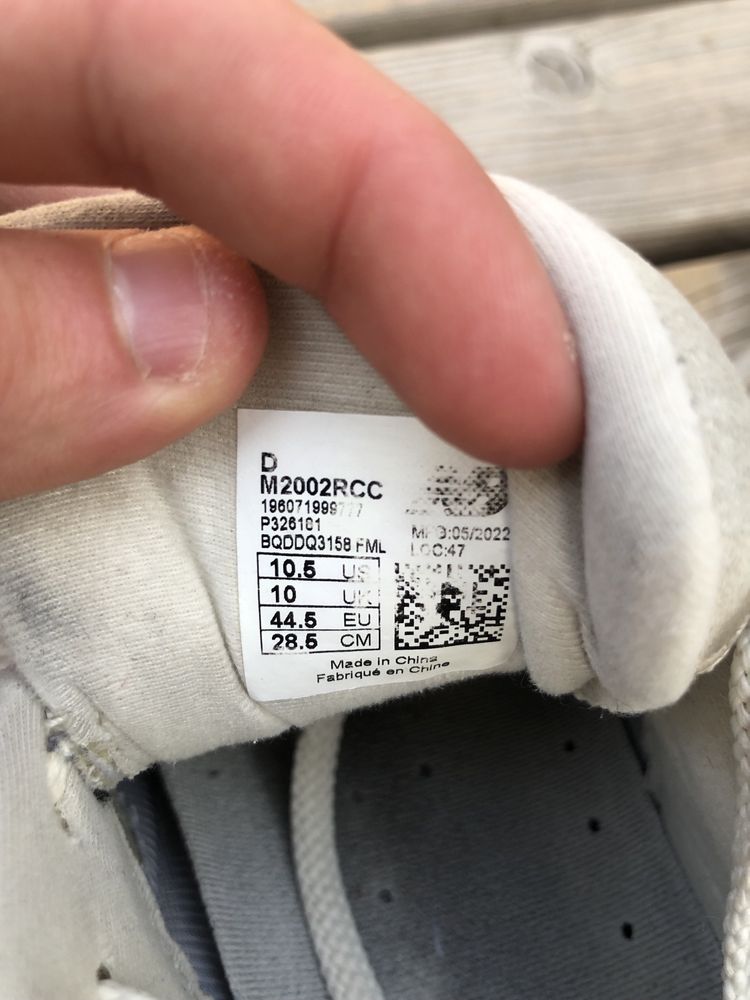 D
M2002RCC
196071999777
P326101
BQDDQ3158 FML
MFG:05/2022
LOC:47
10.5 US
10 UK
44.5 EU
28.5 CM
Made in China
Fabriqué en Chine